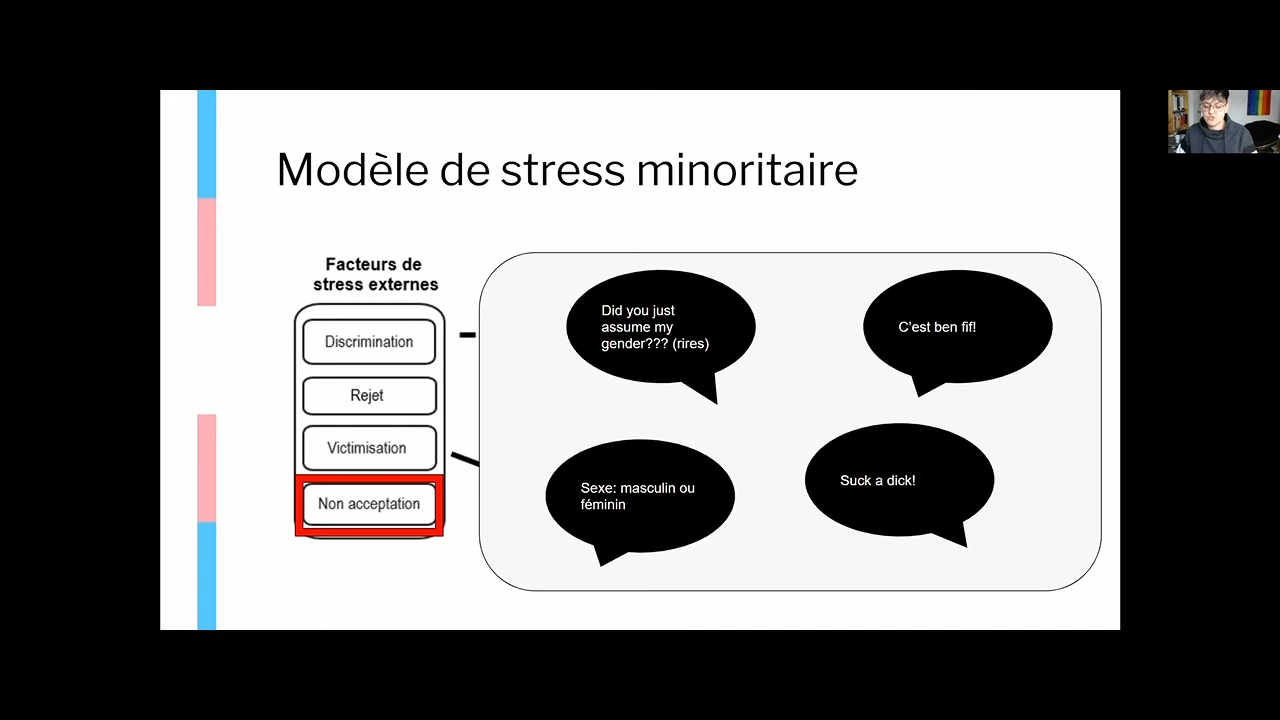 Modèle de stress minoritaire
Facteurs de
stress externes
Discrimination
Rejet
Victimisation
Non acceptation
Did you just
assume my
gender??? (rires)
C'est ben fif!
Sexe: masculin ou
féminin
Suck a dick!